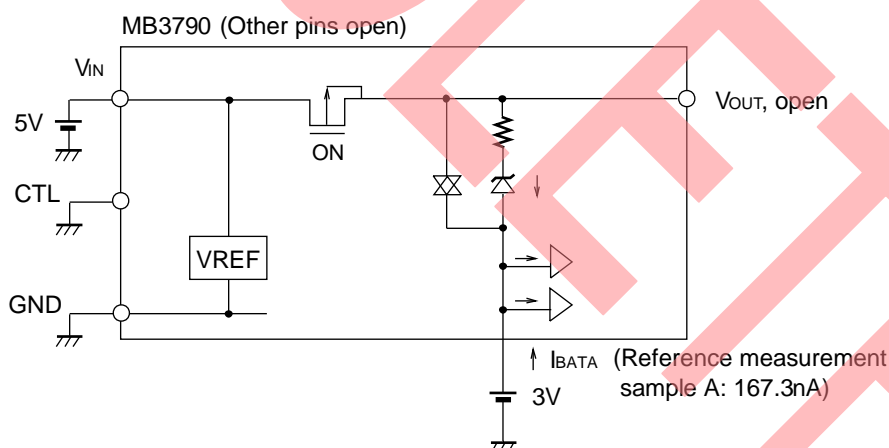 MB3790 (Other pins open)
VIN
VOUT, open
5V
ON
CTL
VREF
GND
IBATA (Reference measurement
sample A: 167.3nA)
3V